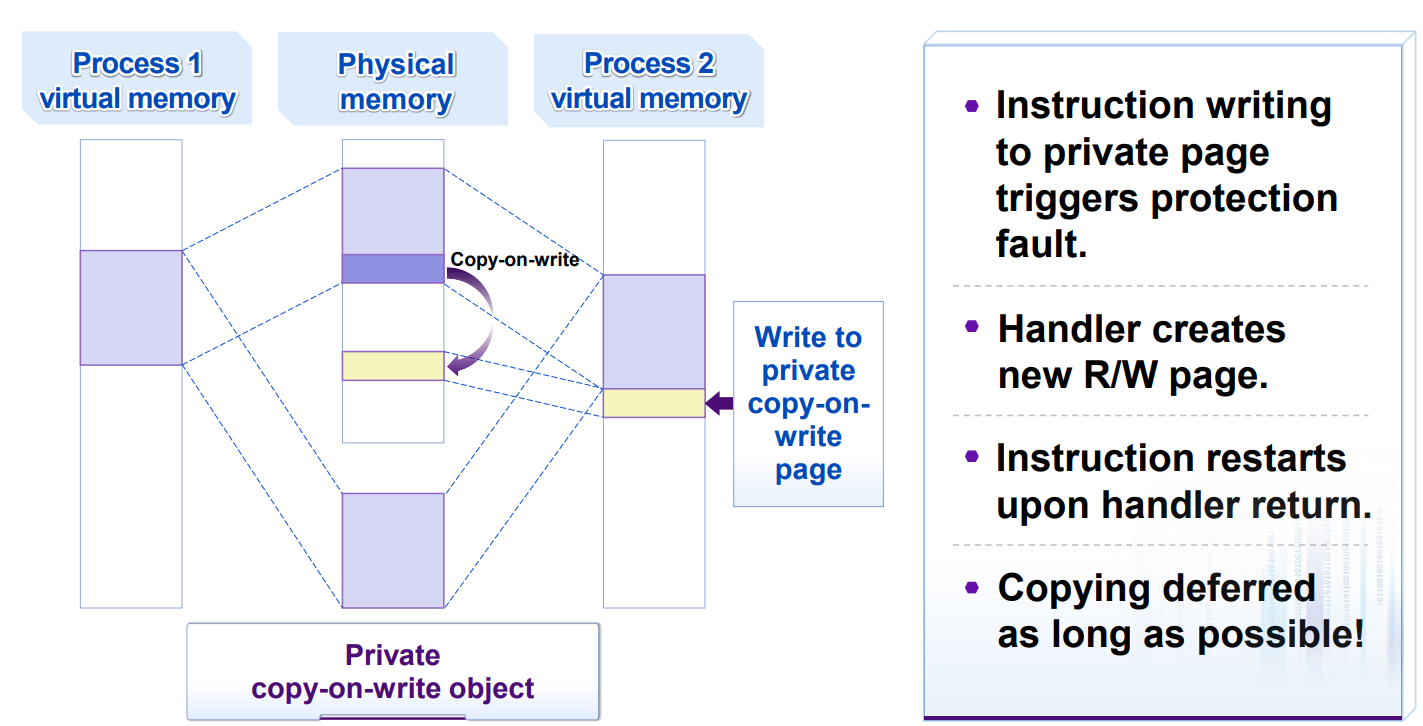 Process 1
virtual memory
Physical
memory
Process 2
virtual memory
Copy-on-write
Write to
private
copy-on-
write
page
Private
copy-on-write object
• Instruction writing
to private page
triggers protection
fault.
• Handler creates
new R/W page.
• Instruction restarts
upon handler return.
• Copying deferred
as long as possible!